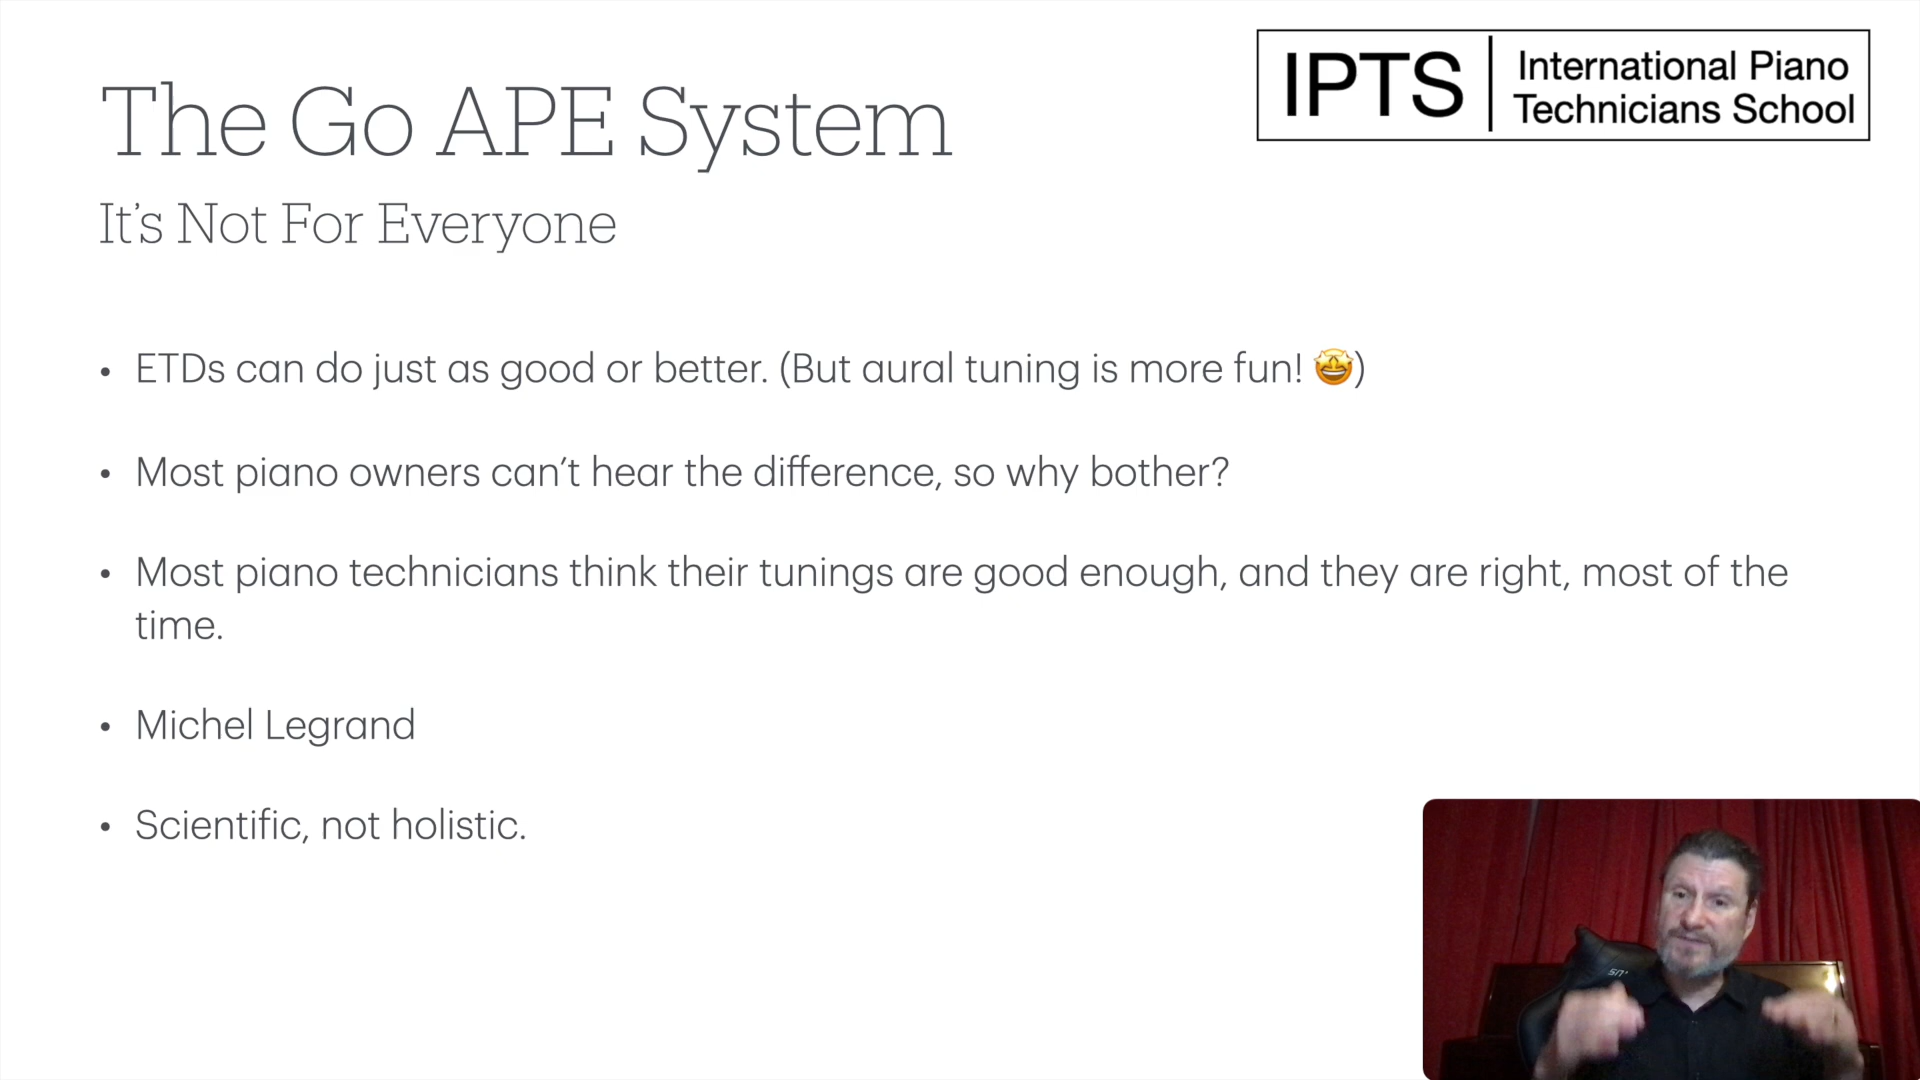 The Go APE System
IPTS
International Piano
Technicians School
It's Not For Everyone
• ETDs can do just as good or better. (But aural tuning is more fun! 🤩)
• Most piano owners can't hear the difference, so why bother?
• Most piano technicians think their tunings are good enough, and they are right, most of the
time.
• Michel Legrand
• Scientific, not holistic.